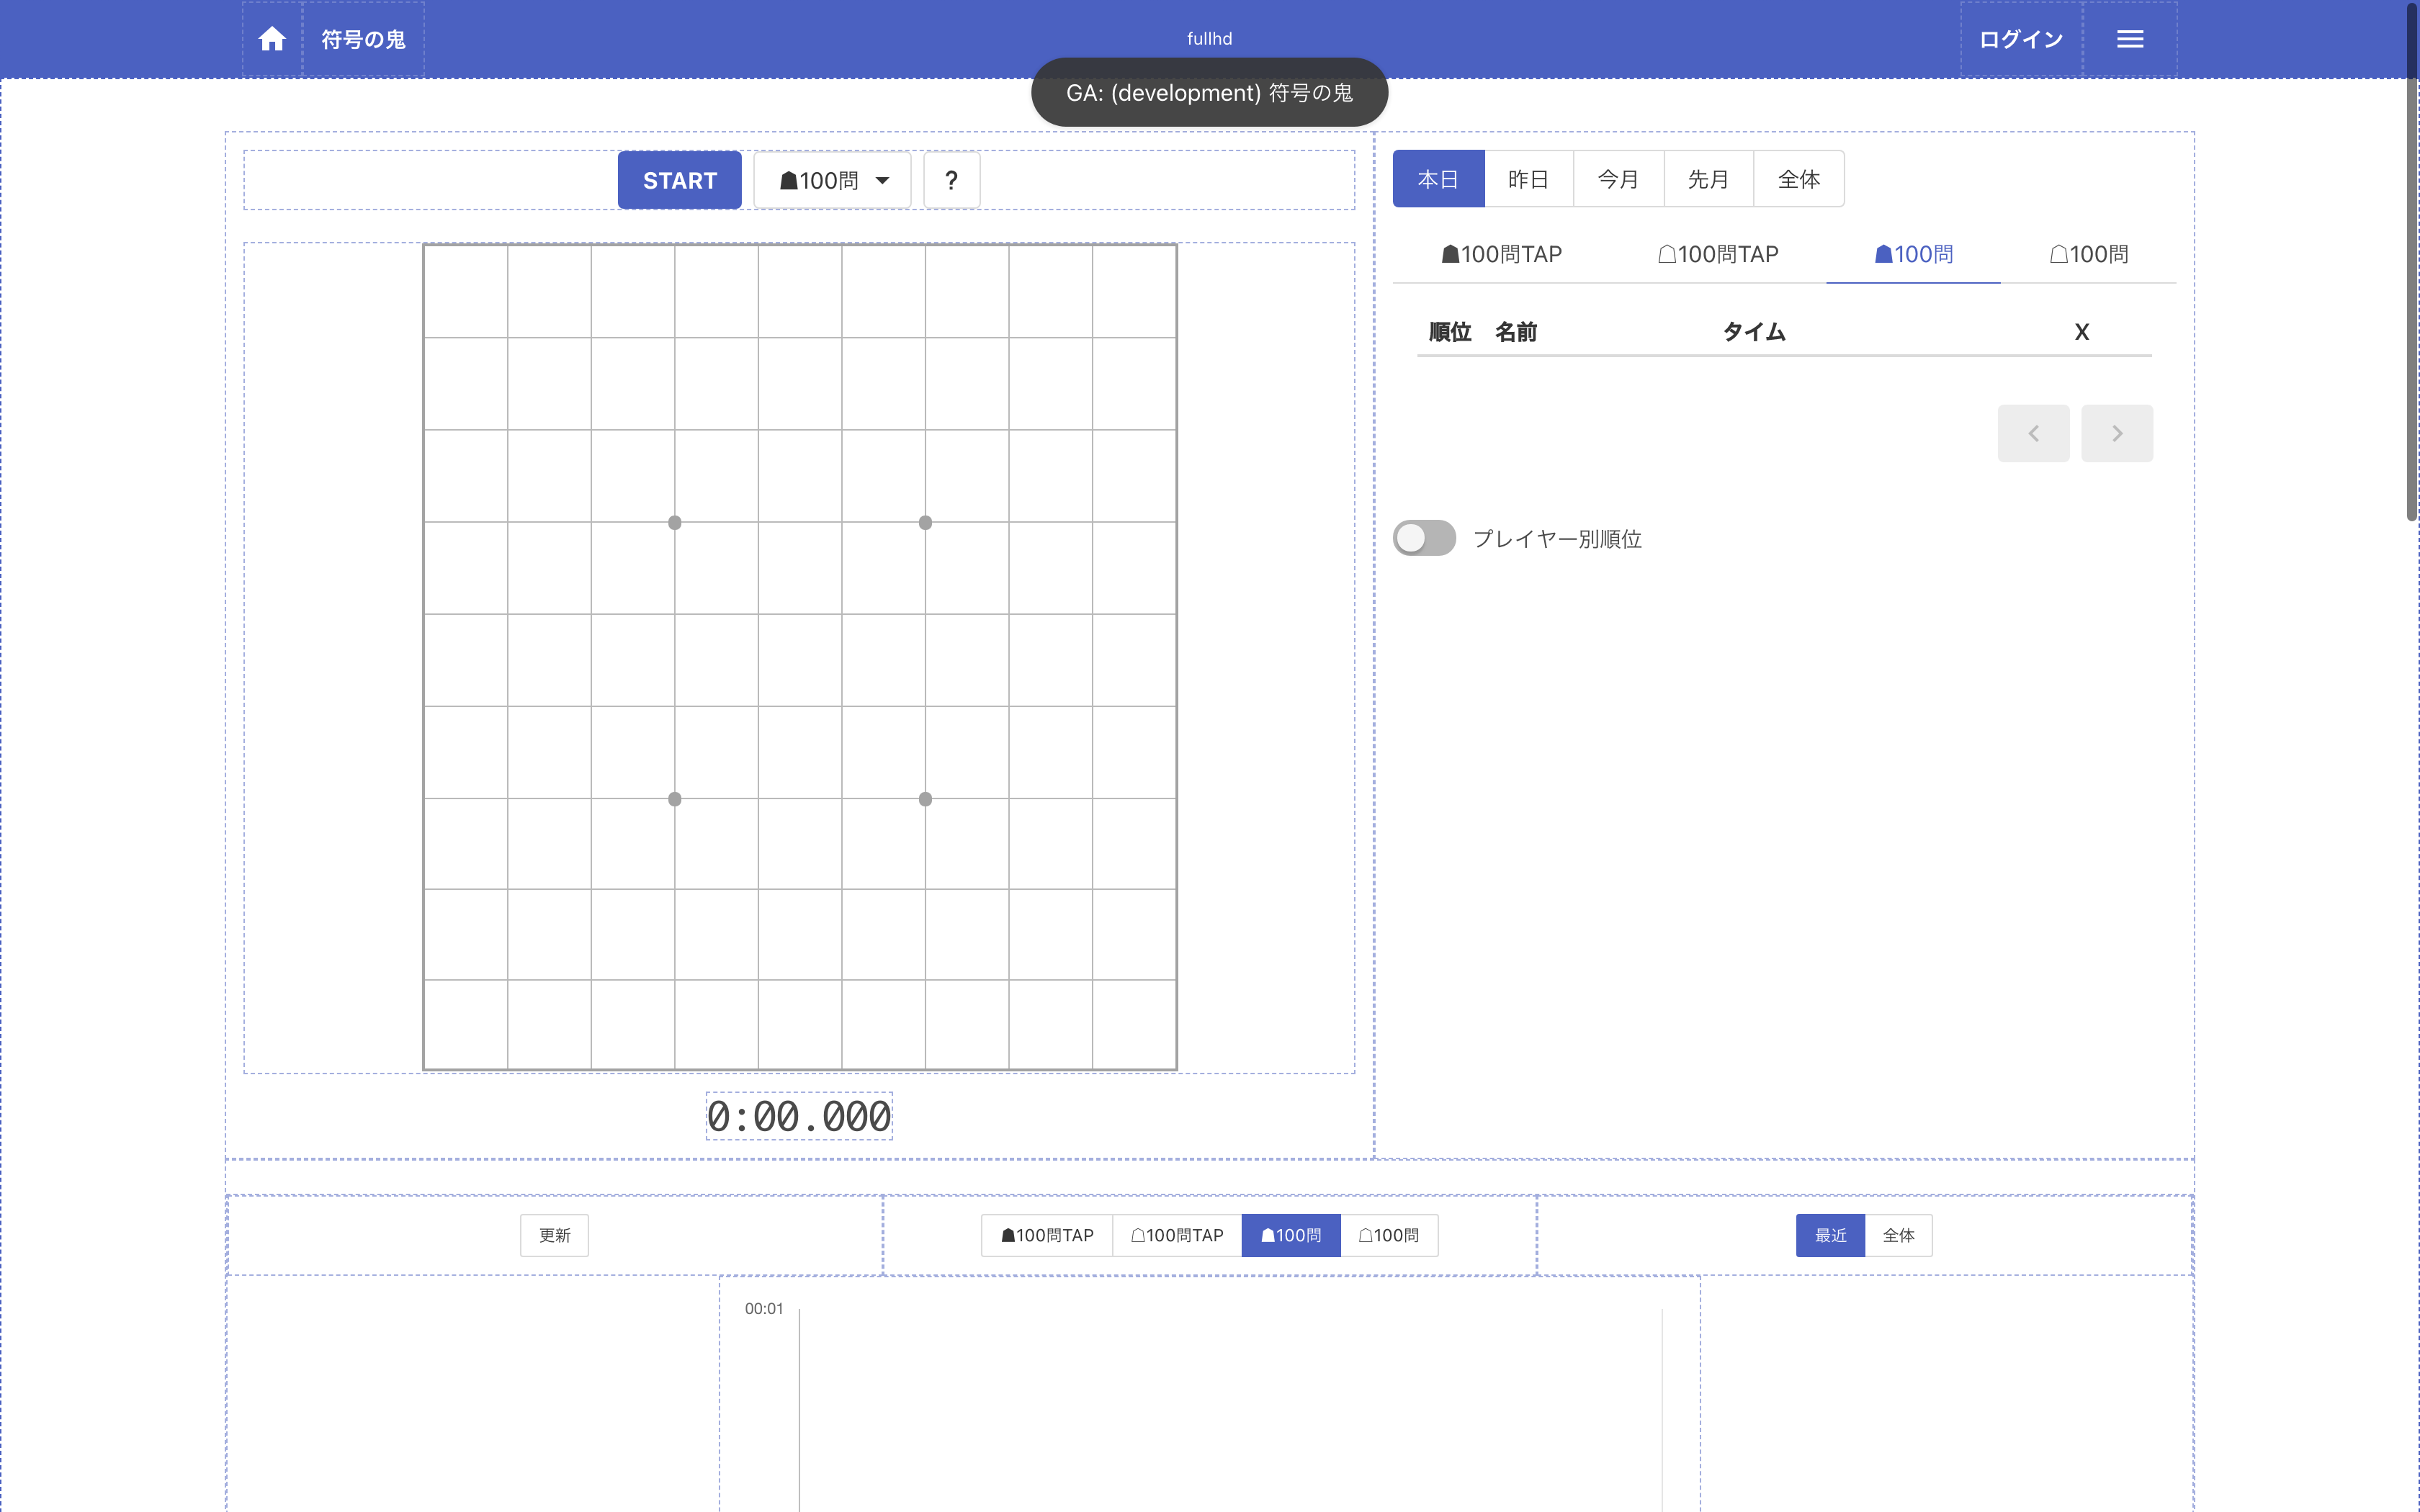 符号の鬼
fullhd
ログイン
GA: (development) 符号の鬼
START
☗100問
?
本日 昨日 今月 先月 全体
☗100問TAP ☖100問TAP ☗100問 ☖100問
順位 名前 タイム X
プレイヤー別順位
0:00.000
更新
☗100問TAP ☖100問TAP ☗100問 ☖100問
最近 全体
00:01